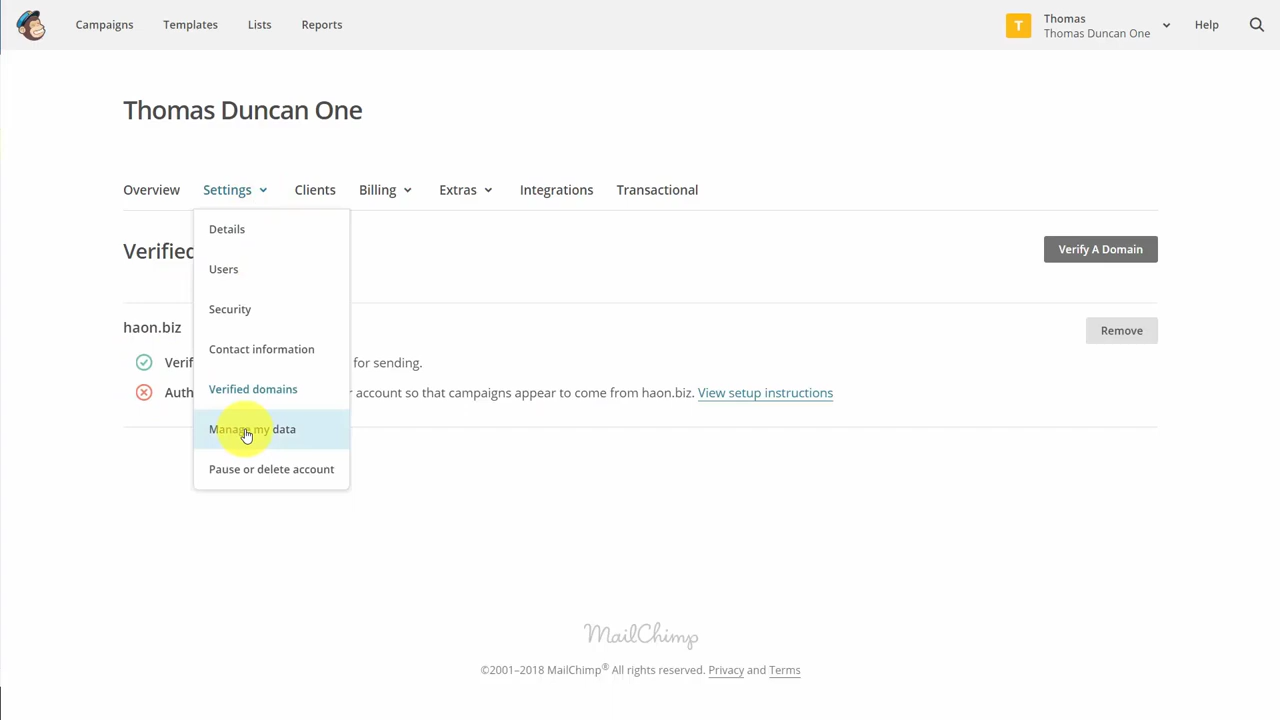 Campaigns Templates Lists Reports
T
Thomas
Thomas Duncan One
Help
Thomas Duncan One
Overview Settings Clients Billing Extras Integrations Transactional
Details
Users
Security
Contact information
Verified domains
Manage my data
Pause or delete account
Verified
Verify A Domain
haon.biz
Remove
Verif for sending.
Auth r account so that campaigns appear to come from haon.biz. View setup instructions
MailChimp
©2001–2018 MailChimp® All rights reserved. Privacy and Terms